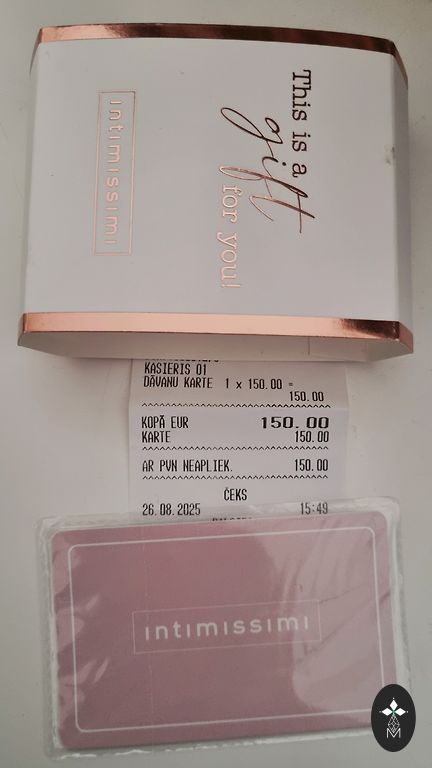 This is a
gift
for you!
intimissimi
KASIERIS 01
DĀVANU KARTE 1 x 150.00 =
150.00
KOPĀ EUR 150.00
KARTE 150.00
AR PVN NEAPLIEK. 150.00
ČEKS
26.08.2025 15:49
intimissimi
M